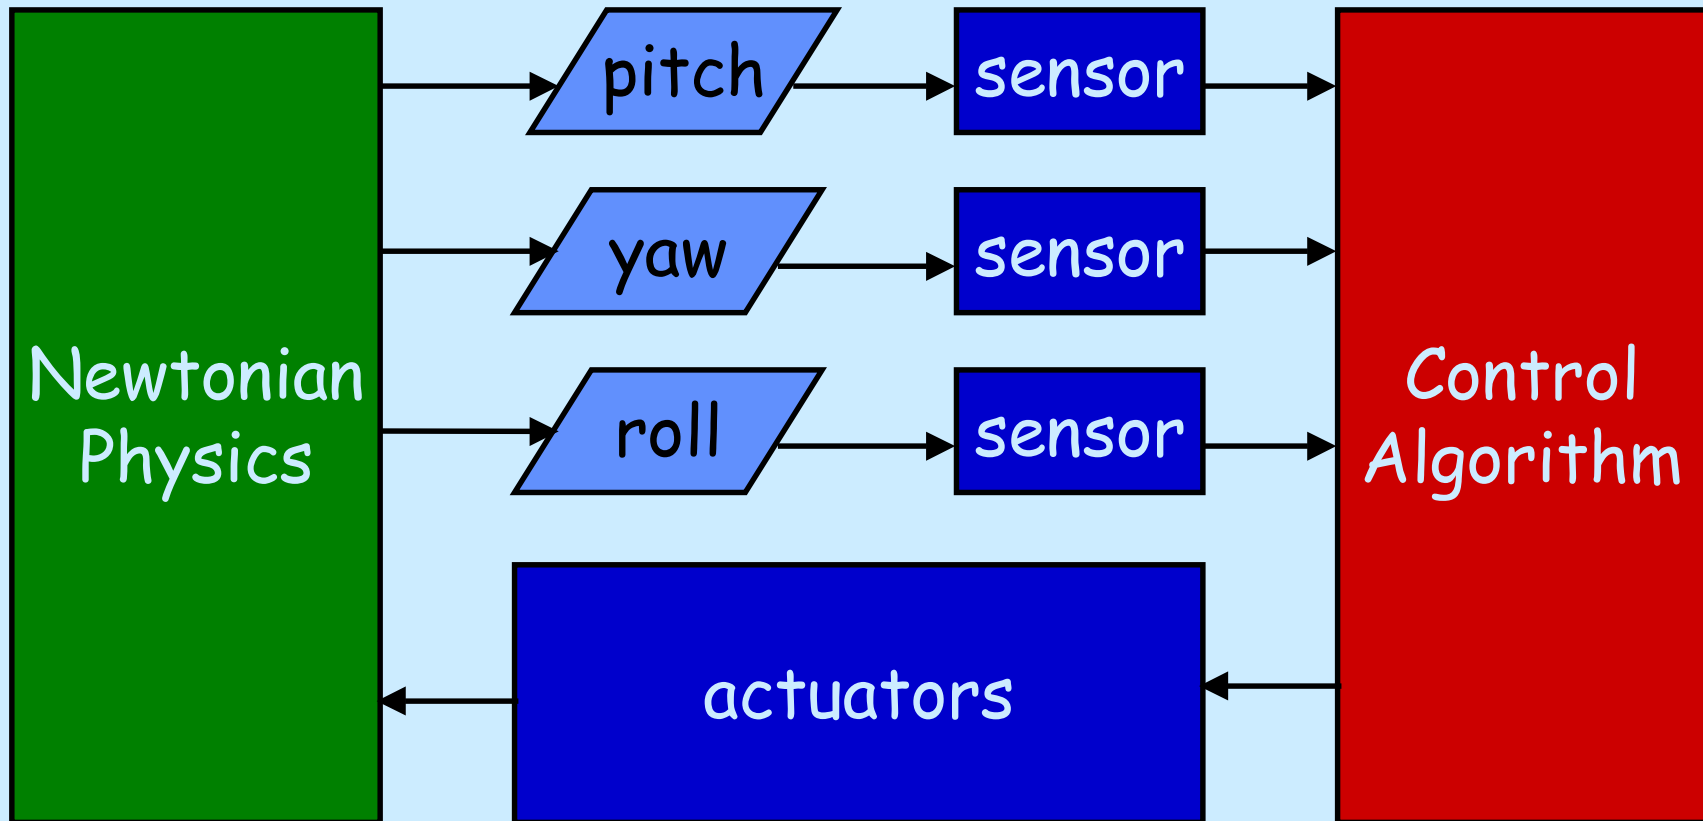 pitch
sensor
yaw
sensor
Newtonian
Physics
roll
sensor
Control
Algorithm
actuators